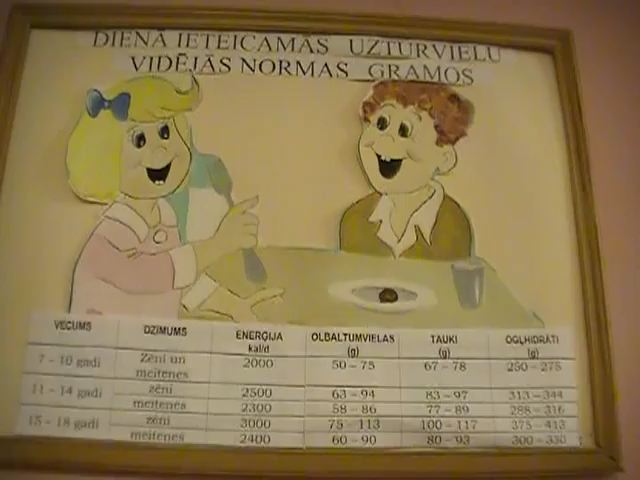 DIENĀ IETEICAMĀS UZTURVIELU
VIDĒJĀS NORMAS GRAMOS
VECUMS DZIMUMS ENERĢIJA kal/d OLBALTUMVIELAS (g) TAUKI (g) OGĻHIDRĀTI (g)
7 - 10 gadi Zēni un meitenes 2000 50 - 75 67 - 78 250 - 275
11 - 14 gadi zēni 2500 63 - 94 83 - 97 313 - 344
meitenes 2300 58 - 86 77 - 89 288 - 316
15 - 18 gadi zēni 3000 75 - 113 100 - 117 375 - 413
meitenes 2400 60 - 90 80 - 93 300 - 330